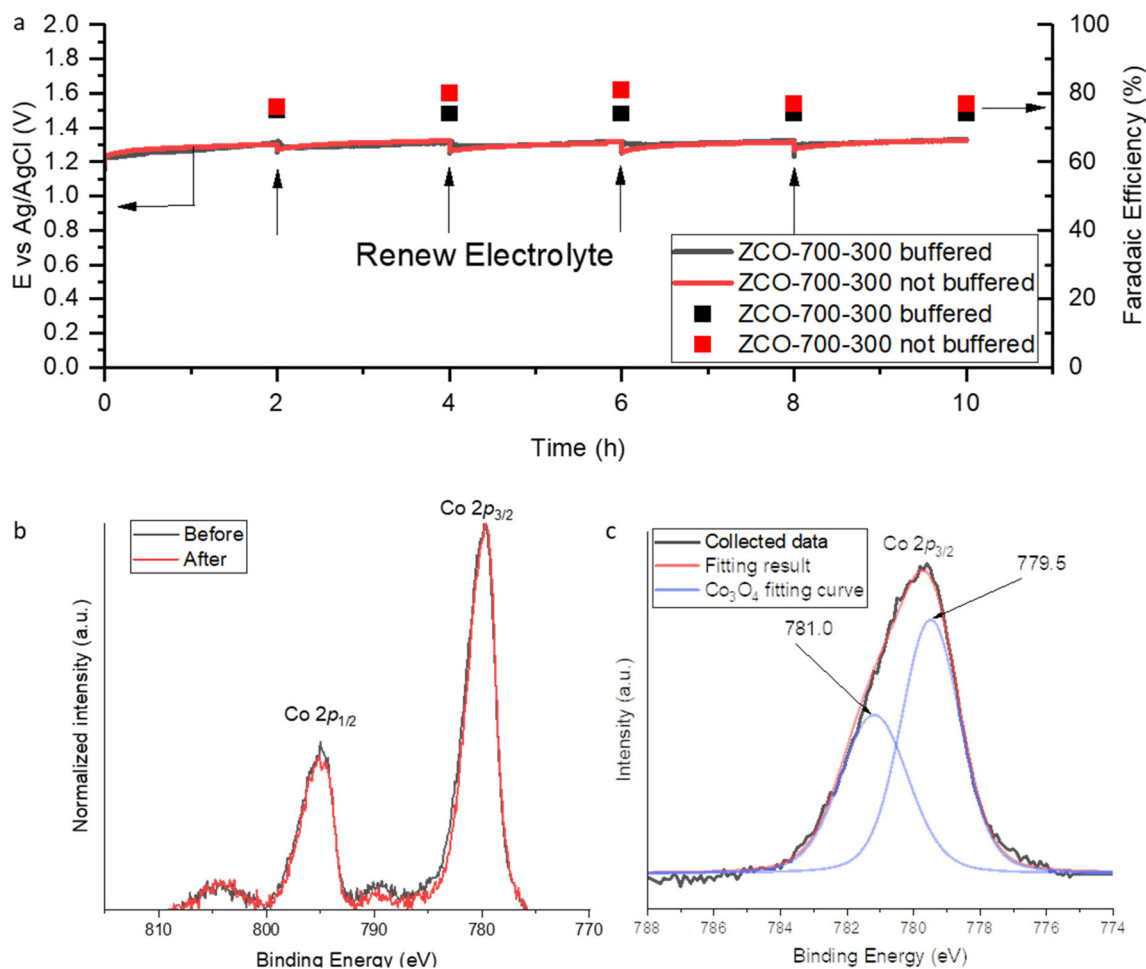 a
2.0
1.8
1.6
1.4
1.2
1.0
0.8
0.6
0.4
0.2
0.0
E vs Ag/AgCl (V)
100
80
60
40
20
0
Faradaic Efficiency (%)
Renew Electrolyte
ZCO-700-300 buffered
ZCO-700-300 not buffered
ZCO-700-300 buffered
ZCO-700-300 not buffered
0 2 4 6 8 10
Time (h)
b
Before
After
Co 2p3/2
Co 2p1/2
Normalized intensity (a.u.)
810 800 790 780 770
Binding Energy (eV)
c
Collected data
Fitting result
Co3O4 fitting curve
Co 2p3/2
779.5
781.0
Intensity (a.u.)
788 786 784 782 780 778 776 774
Binding Energy (eV)